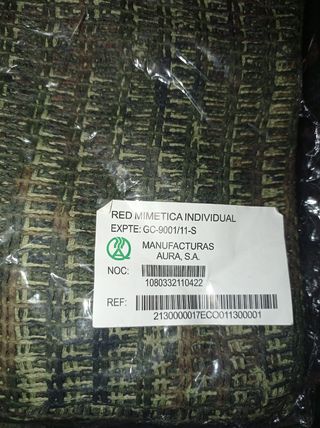 RED MIMETICA INDIVIDUAL
EXPTE: GC-9001/11-S
MANUFACTURAS
AURA, S.A.
NOC:
1080332110422
REF:
2130000017ECO011300001